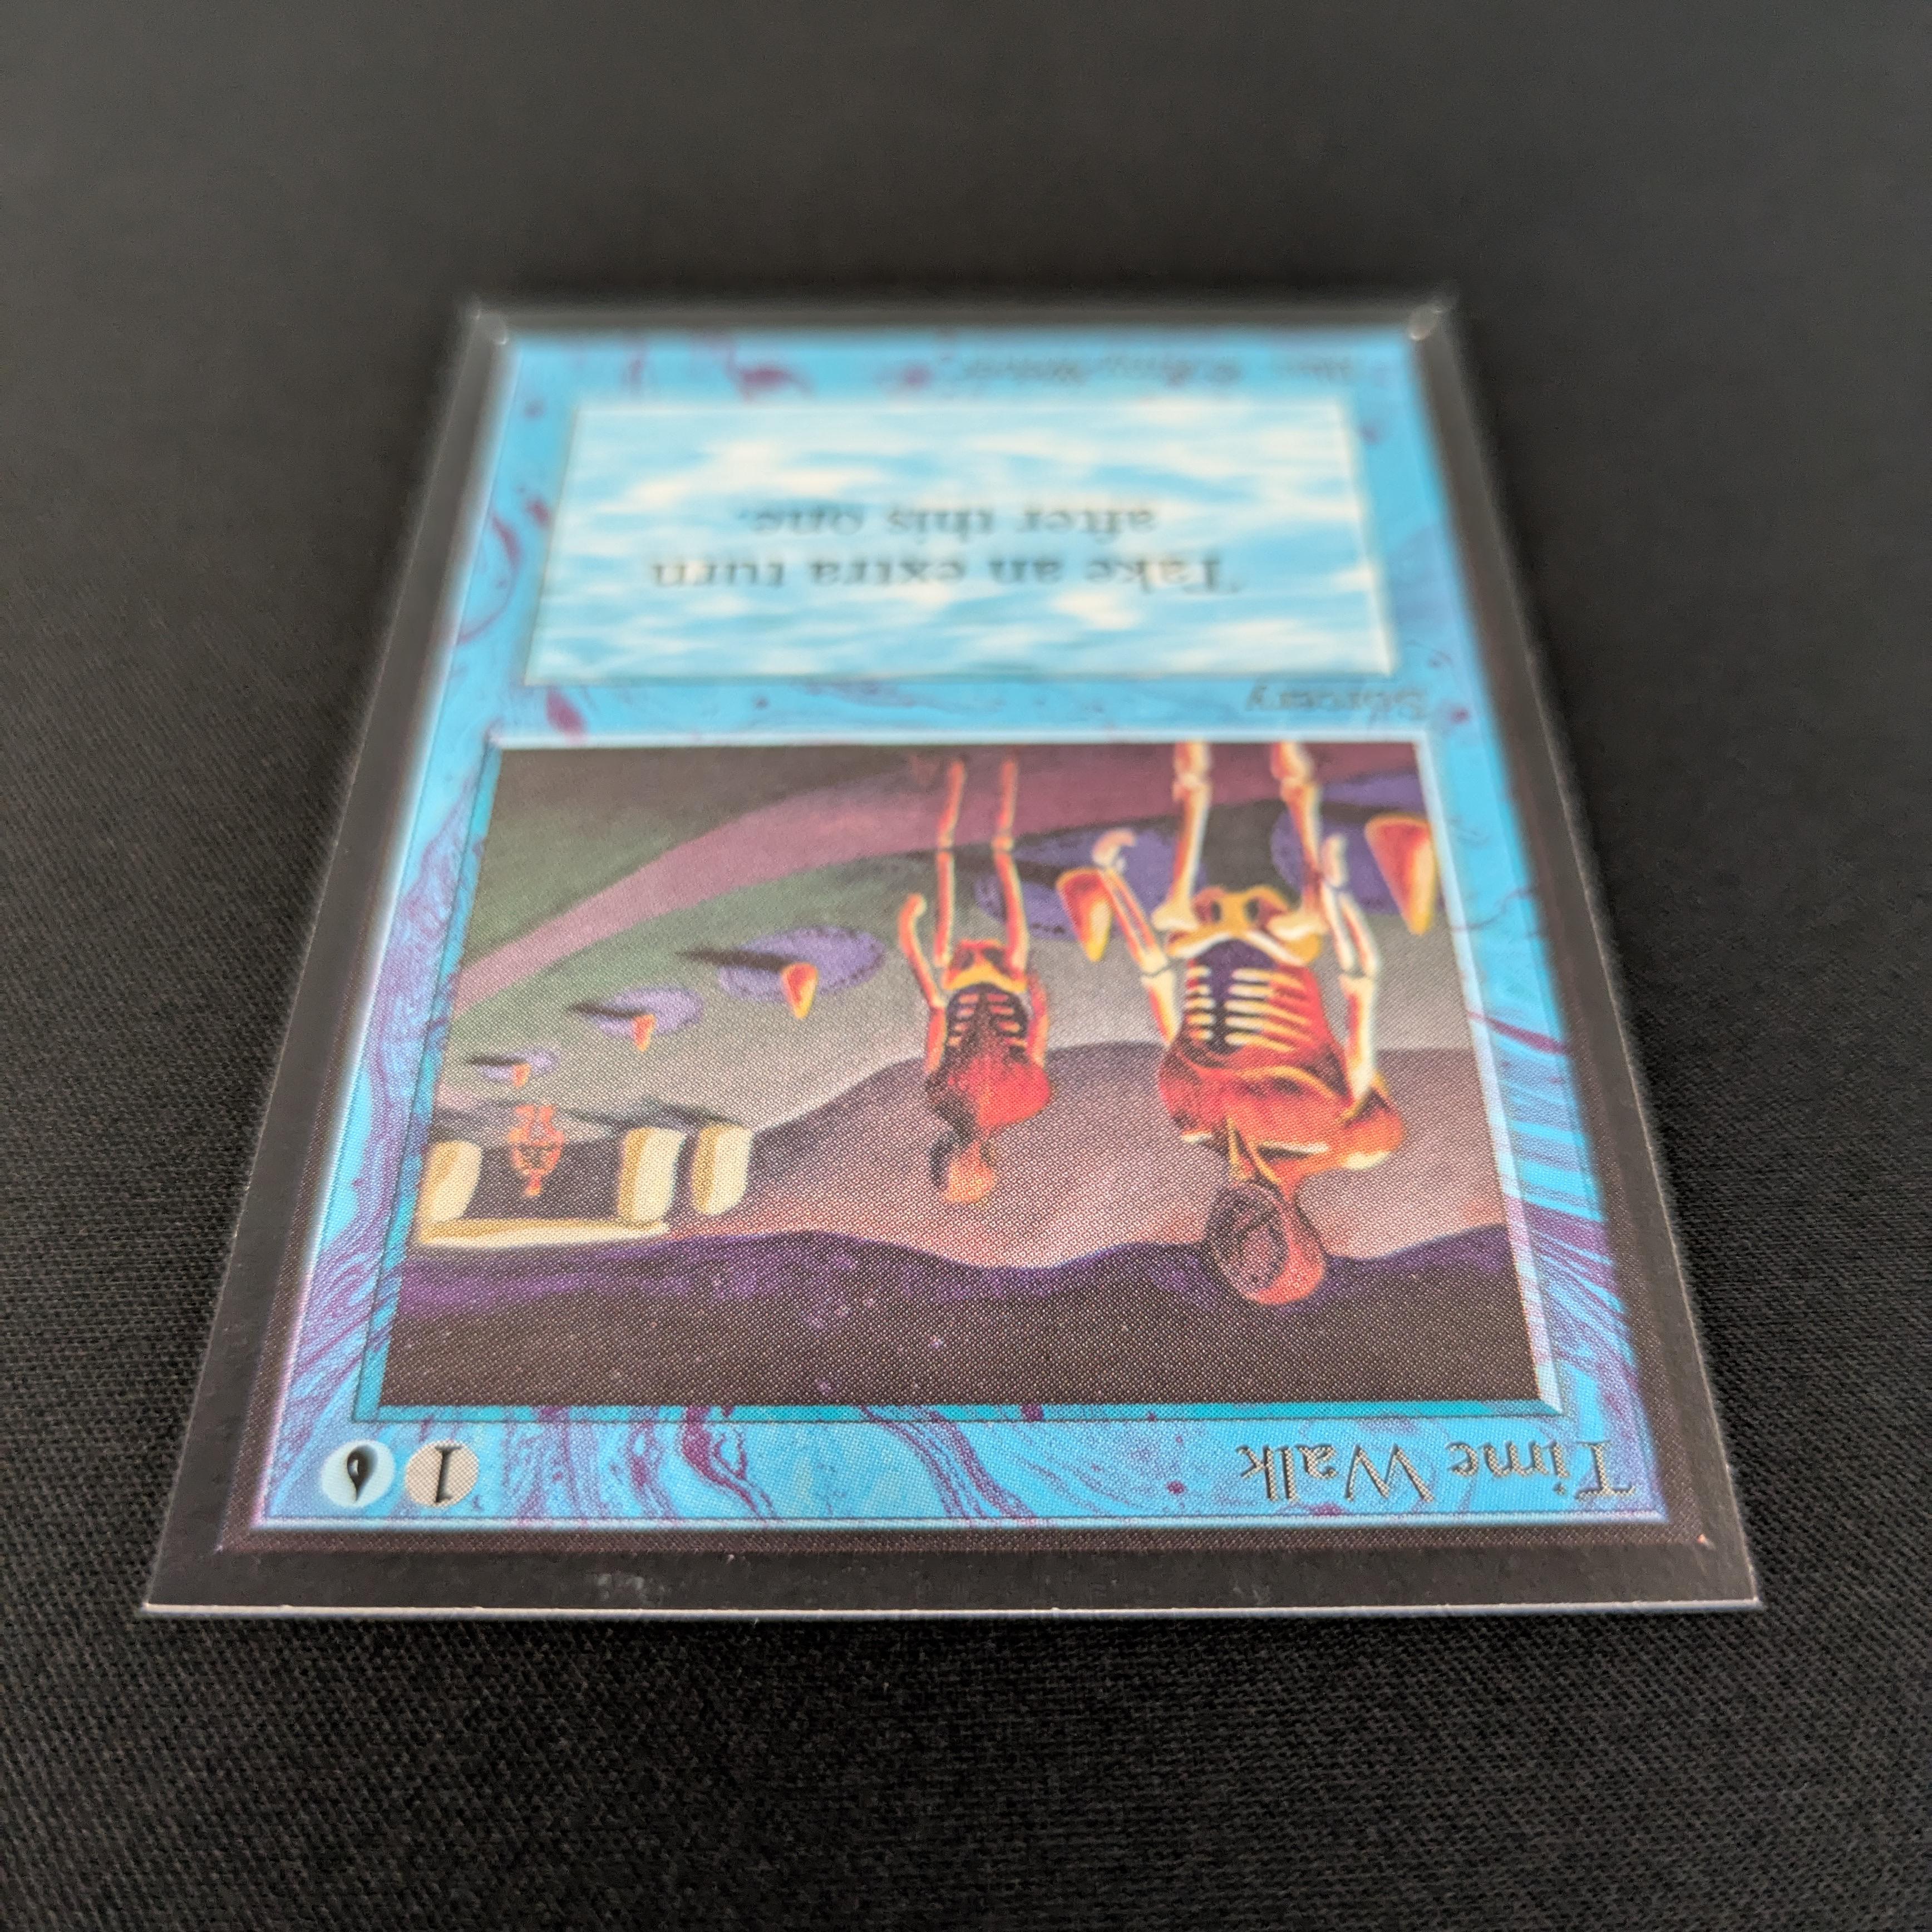 Time Walk 1
Sorcery
Take an extra turn
after this one.